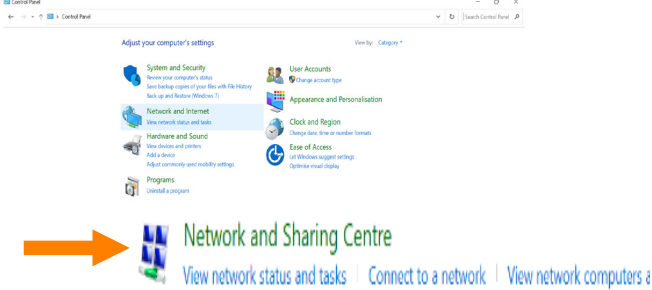 Control Panel
Control Panel
Search Control Panel
Adjust your computer's settings
View by: Category
System and Security
Review your computer's status
Save backup copies of your files with File History
Back up and Restore (Windows 7)
Network and Internet
View network status and tasks
Hardware and Sound
View devices and printers
Add a device
Adjust commonly used mobility settings
Programs
Uninstall a program
User Accounts
Change account type
Appearance and Personalisation
Clock and Region
Change date, time or number formats
Ease of Access
Let Windows suggest settings
Optimise visual display
Network and Sharing Centre
View network status and tasks Connect to a network View network computers a